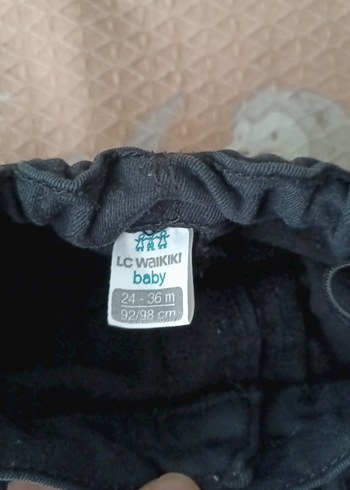 LC WAIKIKI
baby
24 - 36 m
92/98 cm